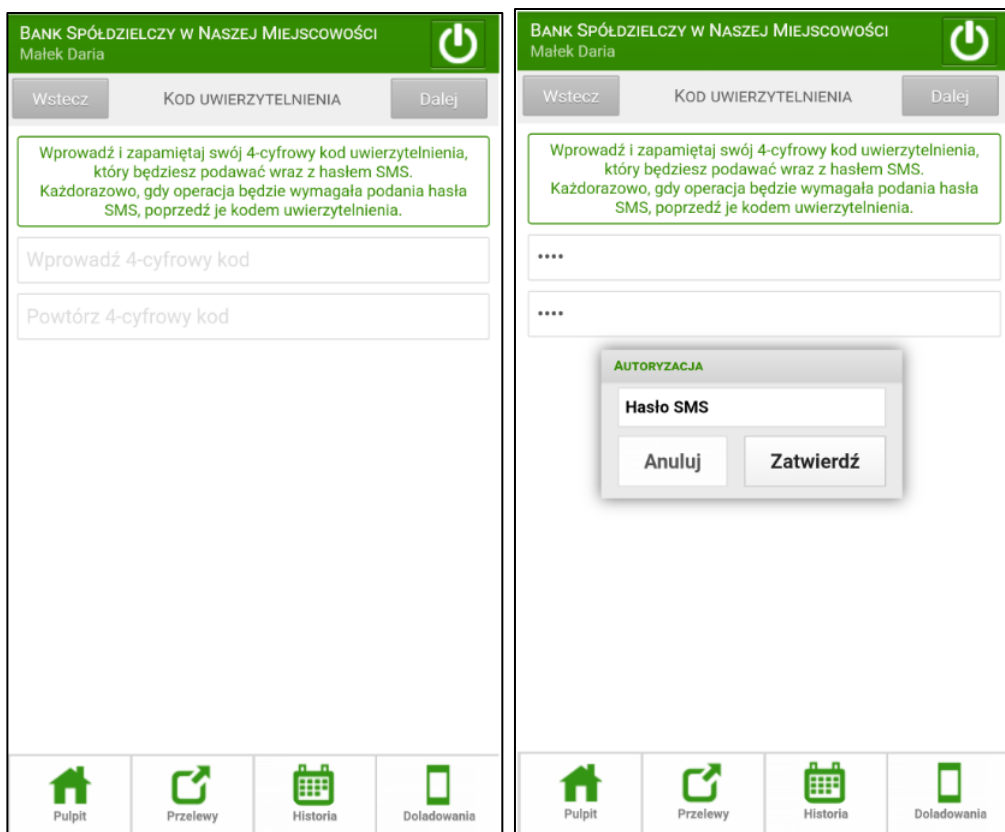 BANK SPÓŁDZIELCZY W NASZEJ MIEJSCOWOŚCI
Małek Daria
Wstecz
KOD UWIERZYTELNIENIA
Dalej
Wprowadź i zapamiętaj swój 4-cyfrowy kod uwierzytelnienia,
który będziesz podawać wraz z hasłem SMS.
Każdorazowo, gdy operacja będzie wymagała podania hasła
SMS, poprzedź je kodem uwierzytelnienia.
Wprowadź 4-cyfrowy kod
Powtórz 4-cyfrowy kod
Pulpit
Przelewy
Historia
Doladowania
BANK SPÓŁDZIELCZY W NASZEJ MIEJSCOWOŚCI
Małek Daria
Wstecz
KOD UWIERZYTELNIENIA
Dalej
Wprowadź i zapamiętaj swój 4-cyfrowy kod uwierzytelnienia,
który będziesz podawać wraz z hasłem SMS.
Każdorazowo, gdy operacja będzie wymagała podania hasła
SMS, poprzedź je kodem uwierzytelnienia.
••••
••••
AUTORYZACJA
Hasło SMS
Anuluj
Zatwierdź
Pulpit
Przelewy
Historia
Doladowania